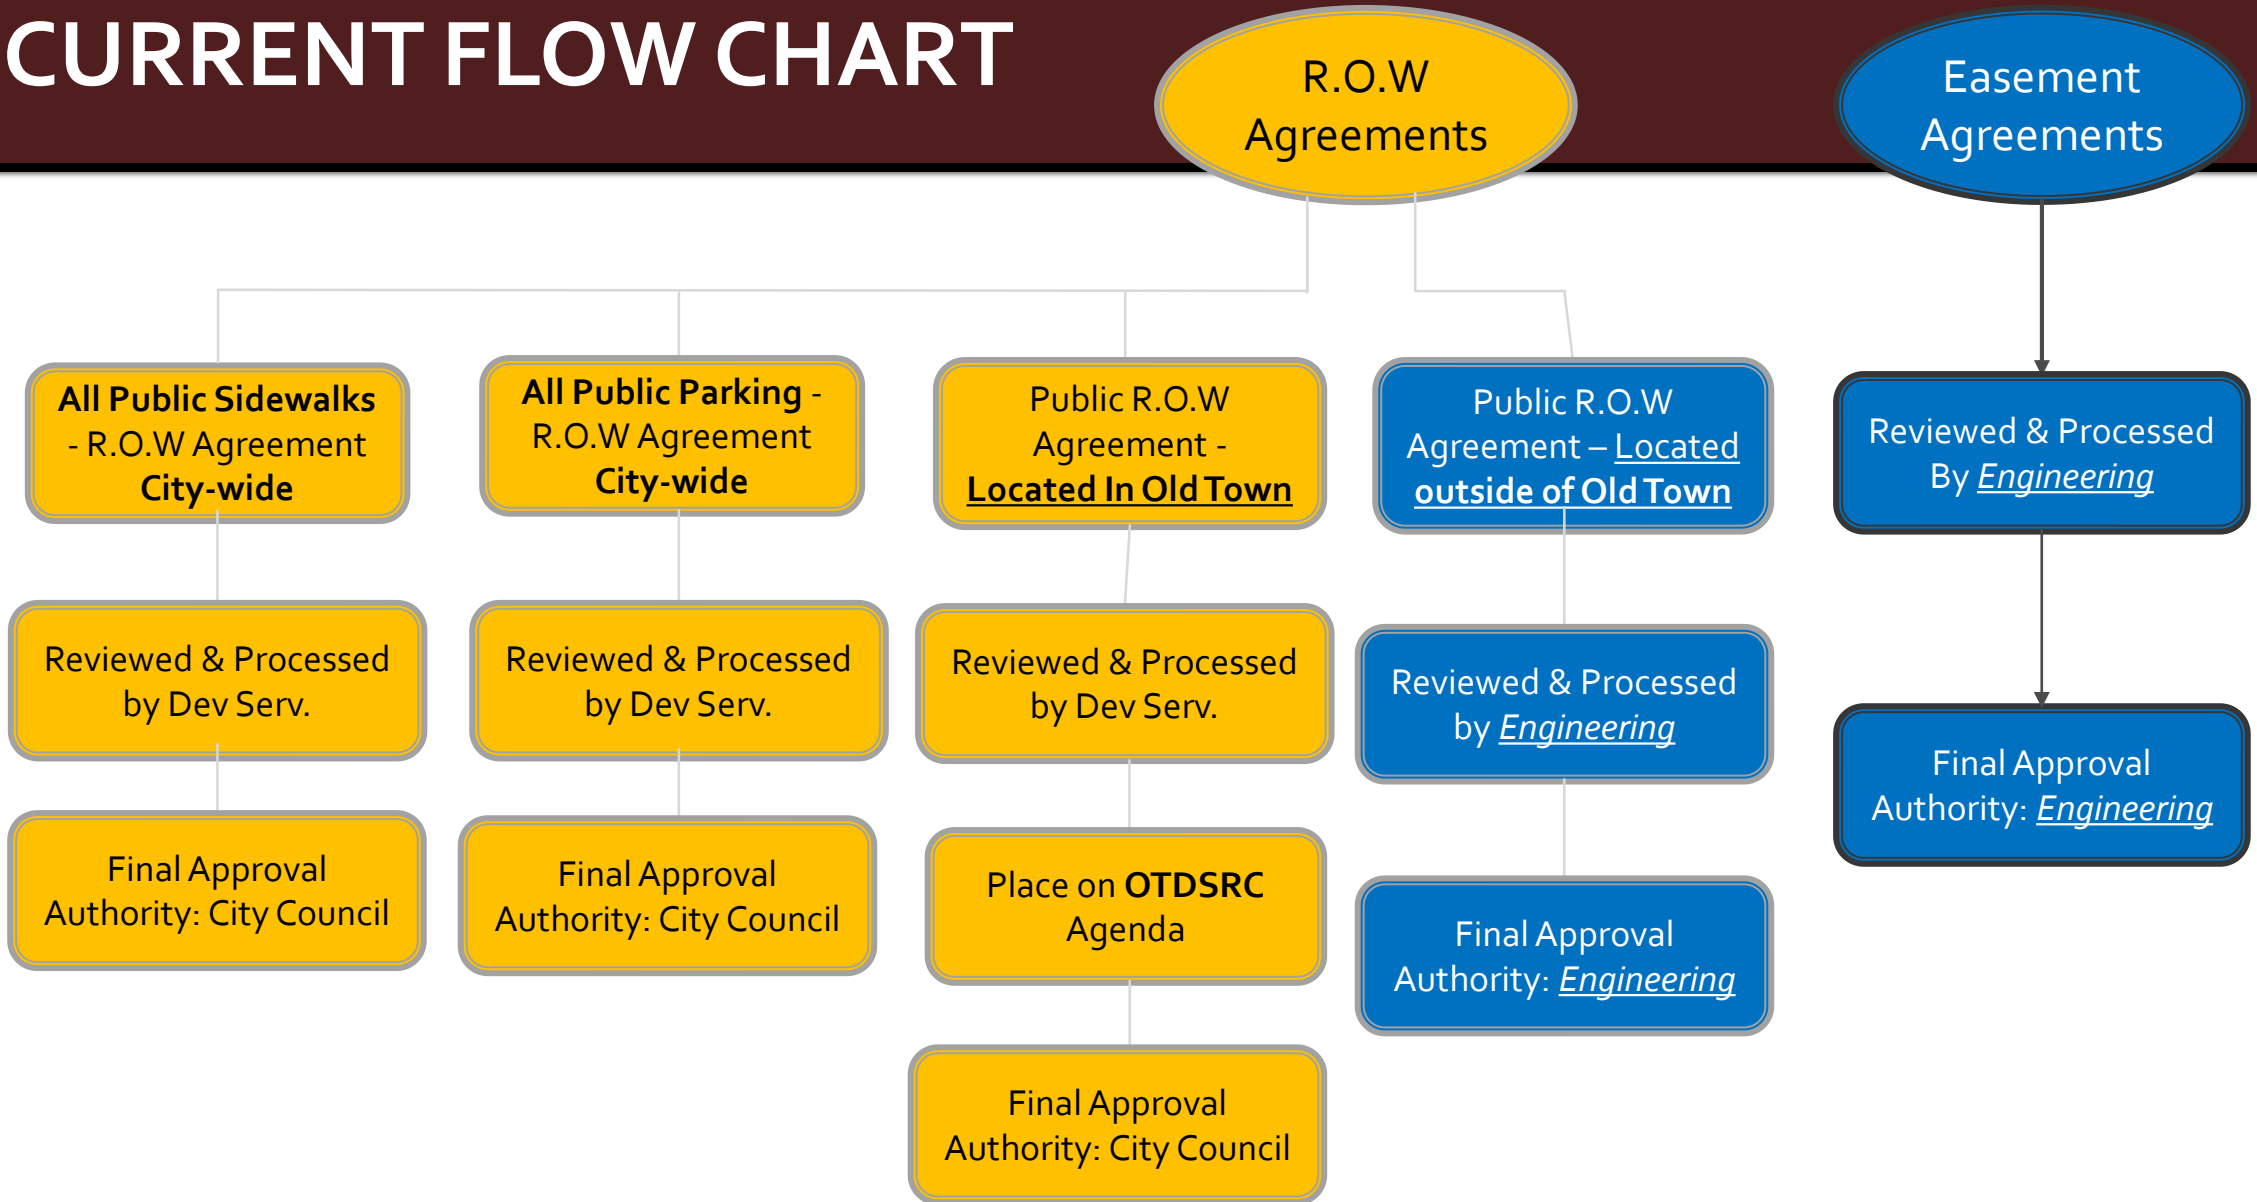 CURRENT FLOW CHART
R.O.W
Agreements
Easement
Agreements
All Public Sidewalks
- R.O.W Agreement
City-wide
All Public Parking -
R.O.W Agreement
City-wide
Public R.O.W
Agreement -
Located In Old Town
Public R.O.W
Agreement – Located
outside of Old Town
Reviewed & Processed
By Engineering
Reviewed & Processed
by Dev Serv.
Reviewed & Processed
by Dev Serv.
Reviewed & Processed
by Dev Serv.
Reviewed & Processed
by Engineering
Final Approval
Authority: Engineering
Final Approval
Authority: City Council
Final Approval
Authority: City Council
Place on OTDSRC
Agenda
Final Approval
Authority: Engineering
Final Approval
Authority: City Council